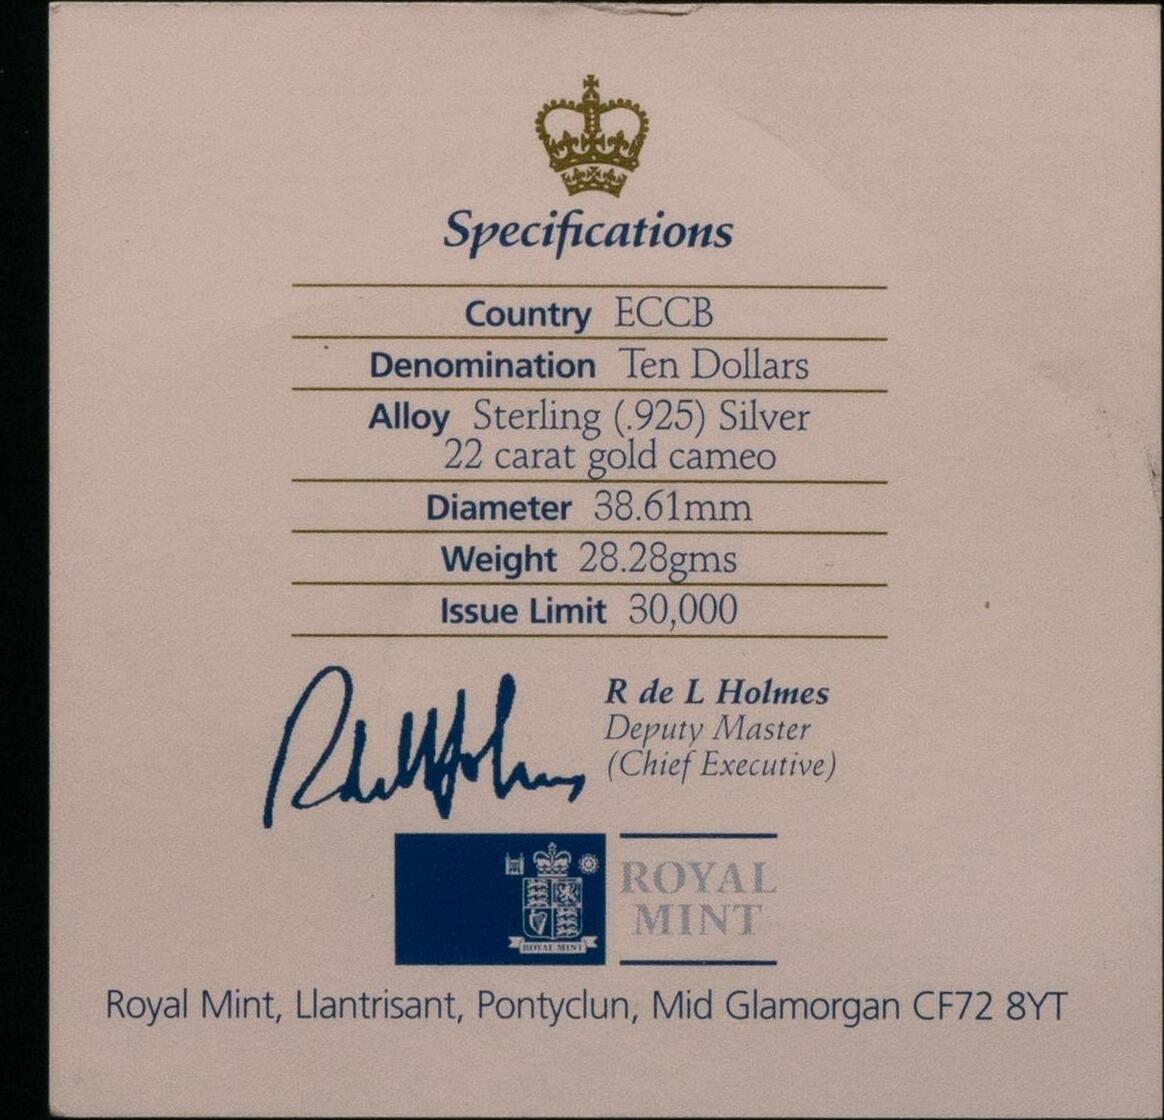 Specifications
Country ECCB
Denomination Ten Dollars
Alloy Sterling (.925) Silver
22 carat gold cameo
Diameter 38.61mm
Weight 28.28gms
Issue Limit 30,000
R de L Holmes
Deputy Master
(Chief Executive)
ROYAL
MINT
ROYAL MINT
Royal Mint, Llantrisant, Pontyclun, Mid Glamorgan CF72 8YT